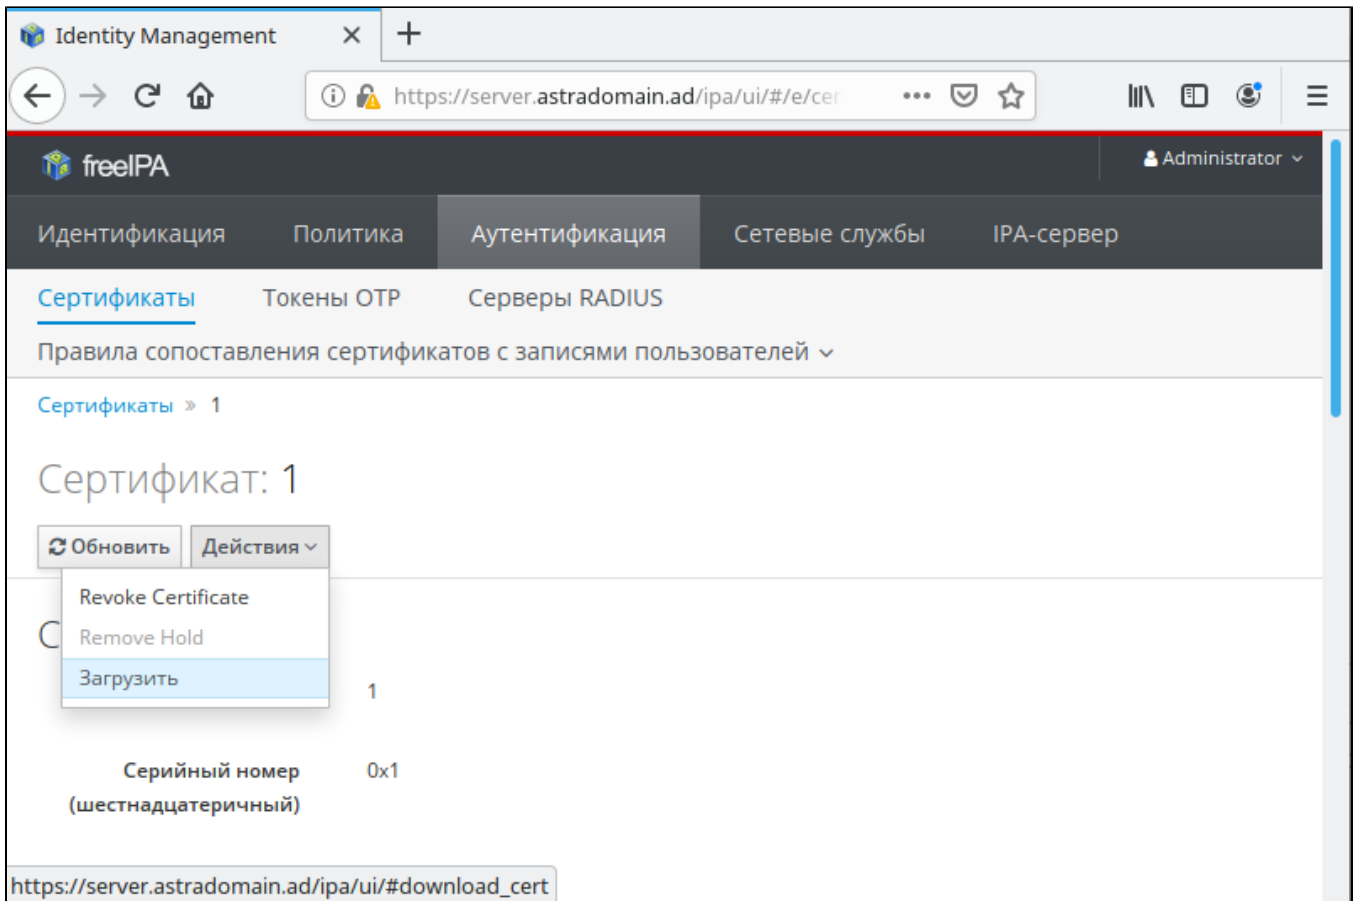 Identity Management
https://server.astradomain.ad/ipa/ui/#/e/cer
freeIPA
Administrator
Идентификация Политика Аутентификация Сетевые службы IPA-сервер
Сертификаты Токены OTP Серверы RADIUS
Правила сопоставления сертификатов с записями пользователей
Сертификаты » 1
Сертификат: 1
Обновить Действия
Revoke Certificate
С
Remove Hold
Загрузить
1
Серийный номер 0x1
(шестнадцатеричный)
https://server.astradomain.ad/ipa/ui/#download_cert